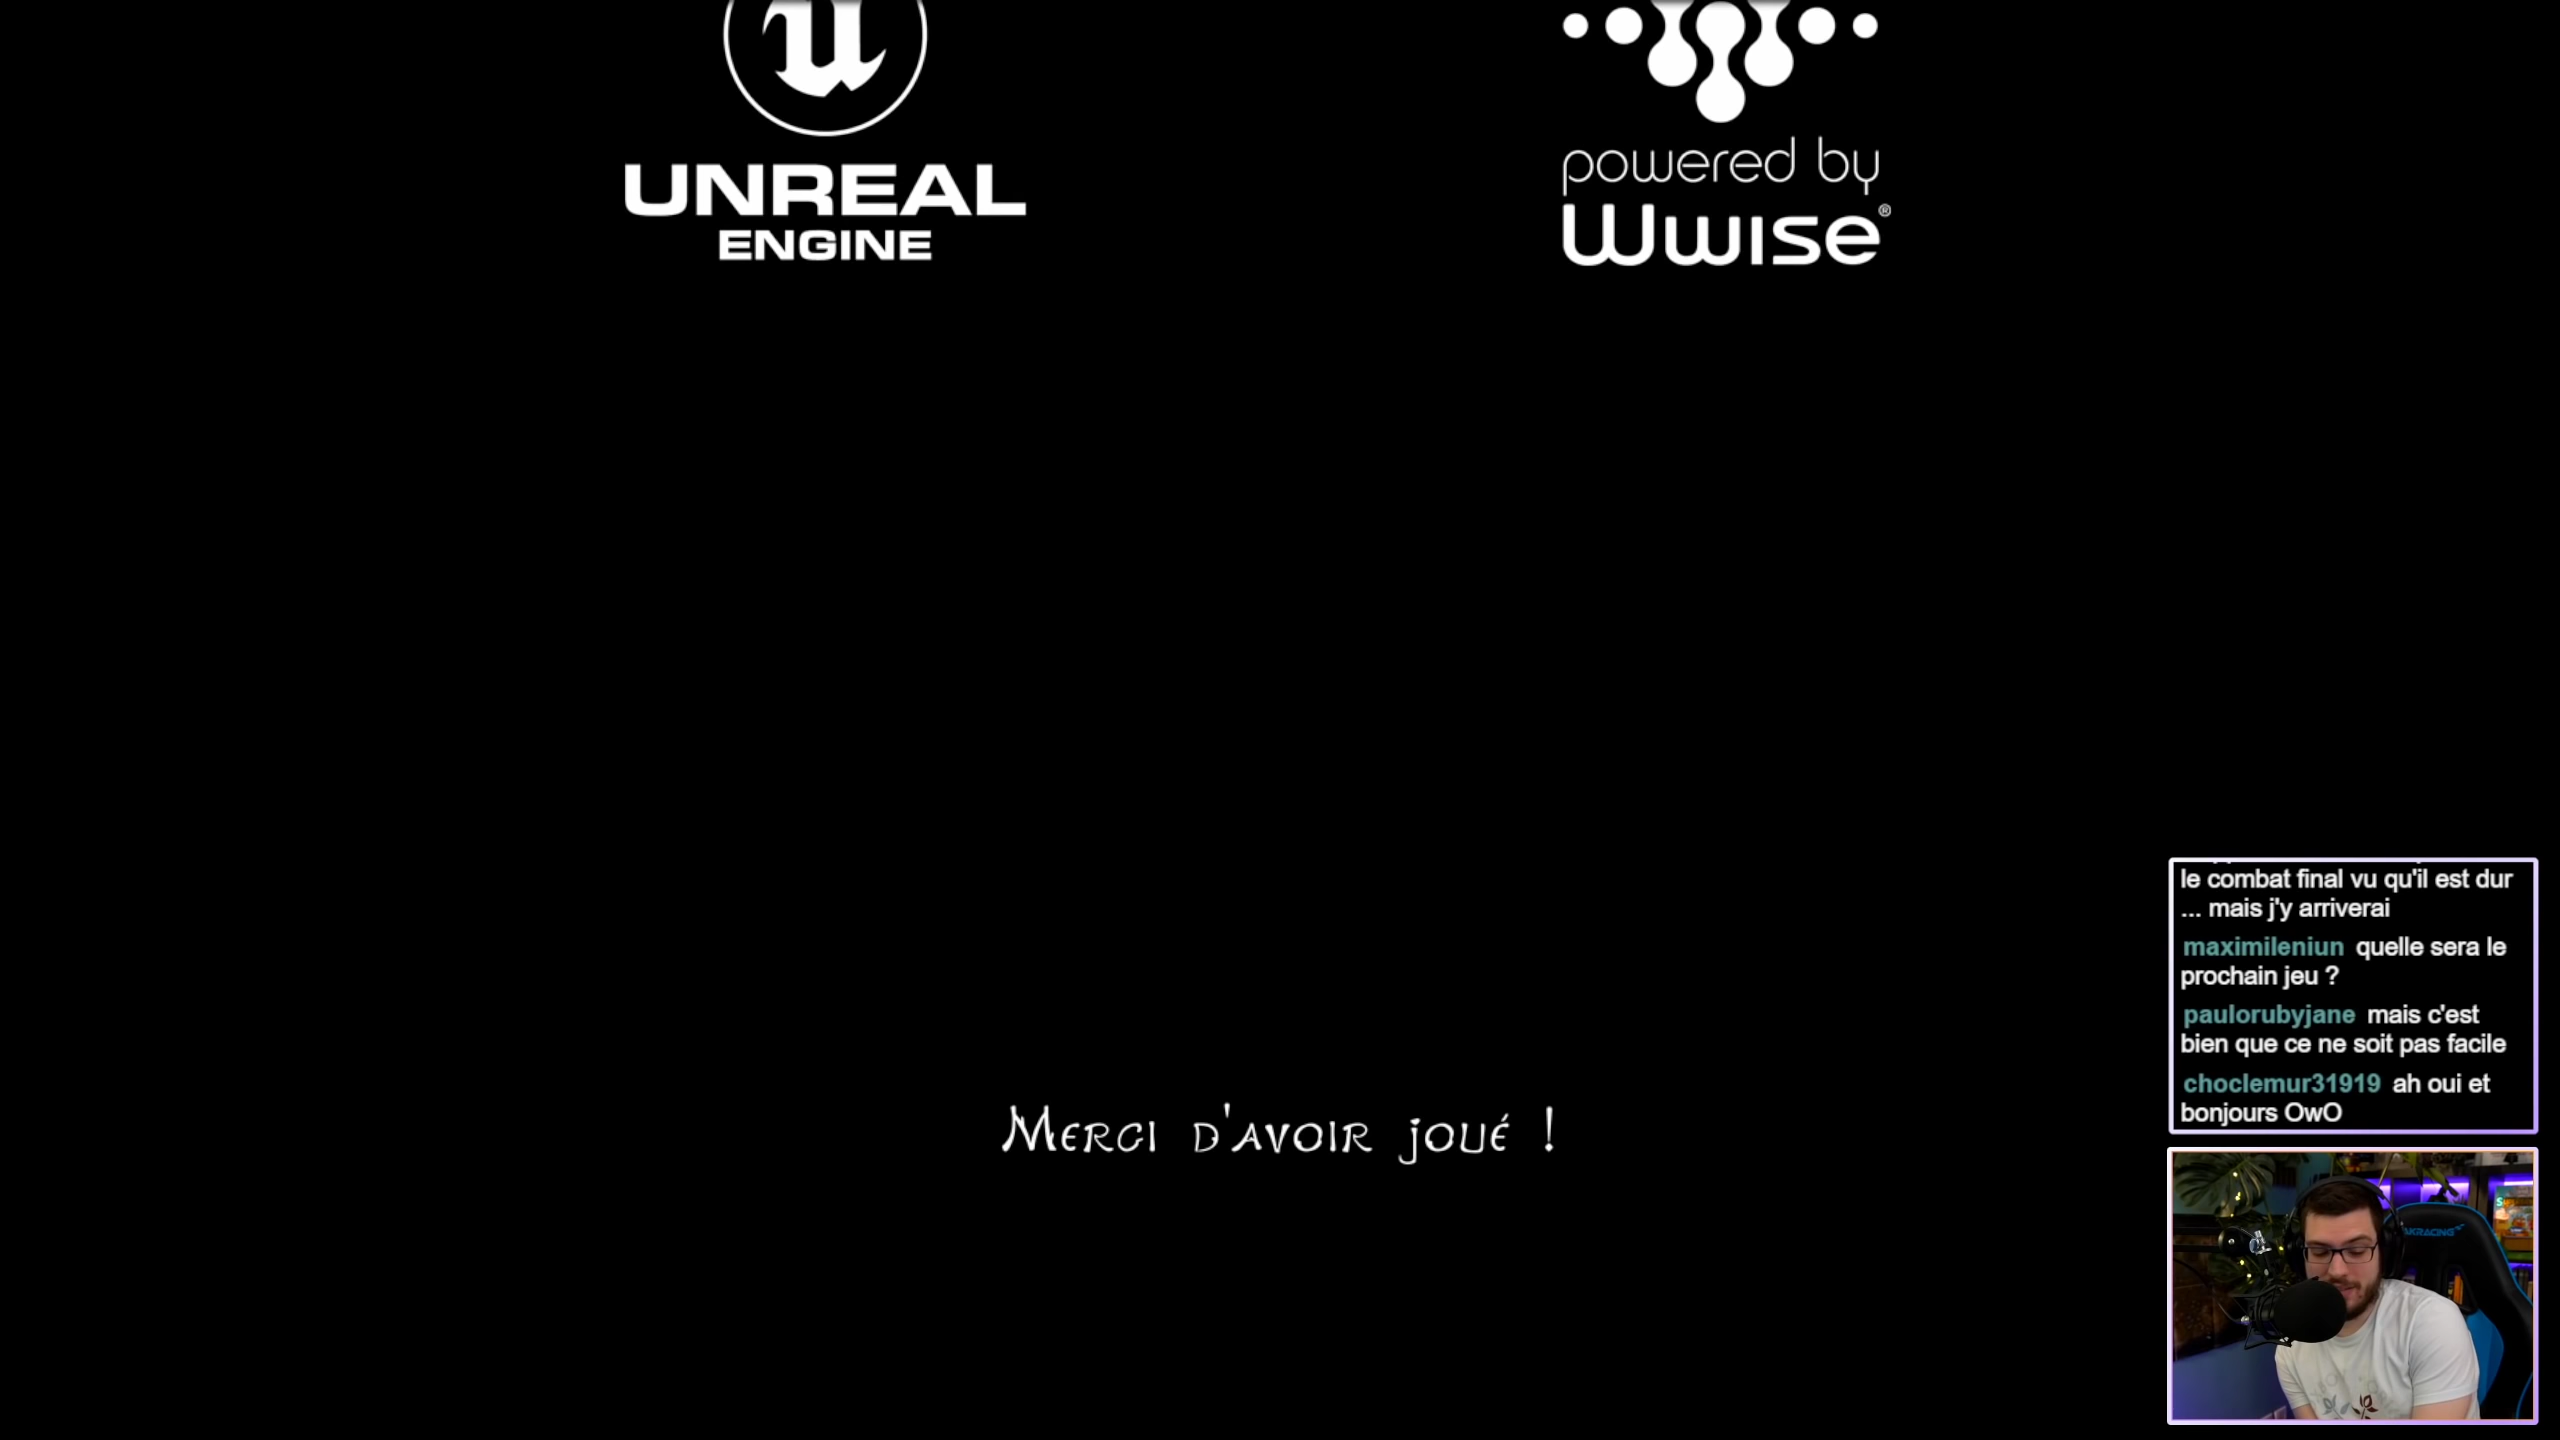 UNREAL
ENGINE
powered by
Wwise®
Merci d'avoir joué !
le combat final vu qu'il est dur
... mais j'y arriverai
maximileniun quelle sera le
prochain jeu ?
paulorubyjane mais c'est
bien que ce ne soit pas facile
choclemur31919 ah oui et
bonjours OwO
AKRACING